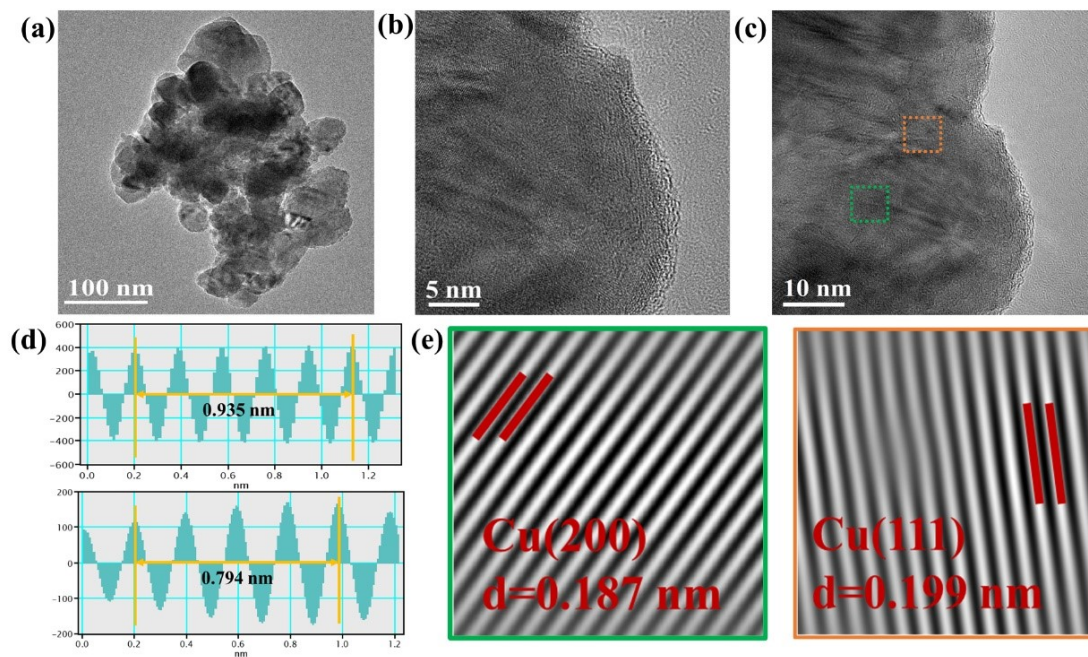 (a)
100 nm
(b)
5 nm
(c)
10 nm
(d)
600
400
200
0
-200
-400
-600
0.935 nm
0.0 0.2 0.4 0.6 0.8 1.0 1.2
nm
200
100
0
-100
-200
0.794 nm
0.0 0.2 0.4 0.6 0.8 1.0 1.2
nm
(e)
Cu(200)
d=0.187 nm
Cu(111)
d=0.199 nm